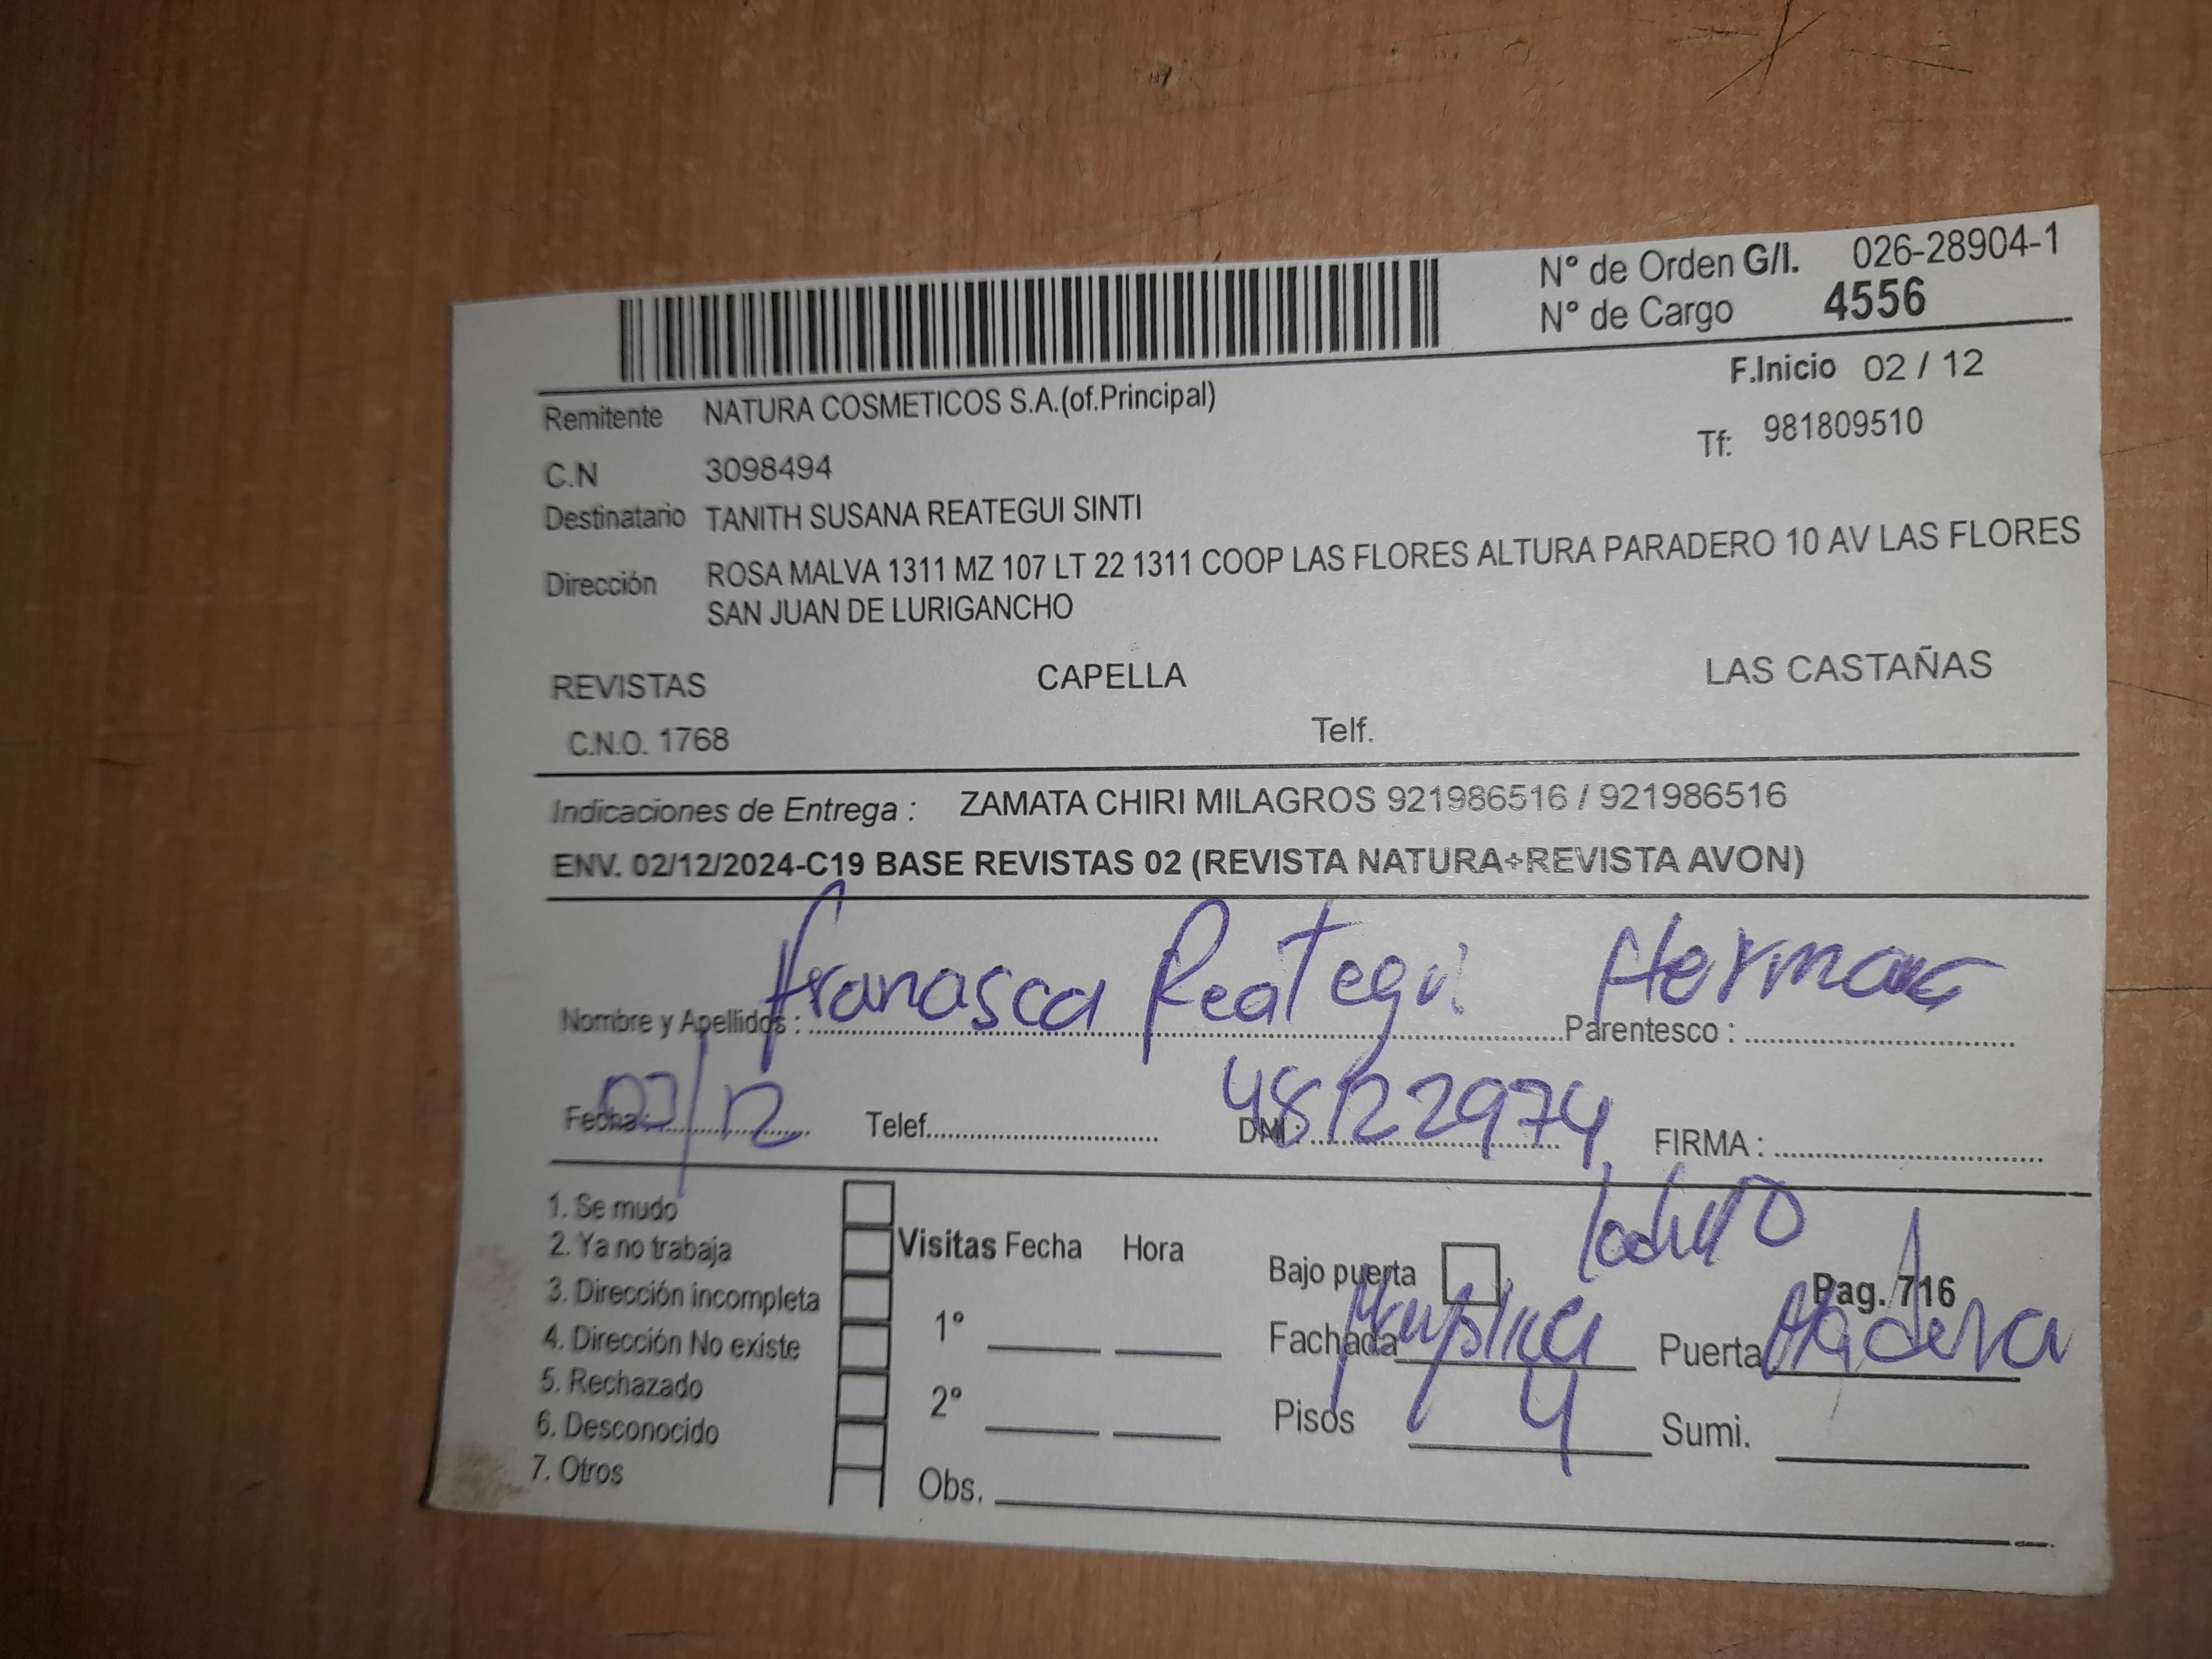 N° de Orden G/I. 026-28904-1
N° de Cargo 4556
F.Inicio 02 / 12
Remitente NATURA COSMETICOS S.A.(of.Principal)
Tf: 981809510
C.N 3098494
Destinatario TANITH SUSANA REATEGUI SINTI
Dirección ROSA MALVA 1311 MZ 107 LT 22 1311 COOP LAS FLORES ALTURA PARADERO 10 AV LAS FLORES
SAN JUAN DE LURIGANCHO
REVISTAS CAPELLA LAS CASTAÑAS
C.N.O. 1768 Telf.
Indicaciones de Entrega : ZAMATA CHIRI MILAGROS 921986516 / 921986516
ENV. 02/12/2024-C19 BASE REVISTAS 02 (REVISTA NATURA+REVISTA AVON)
Nombre y Apellidos : Reategui Parentesco : Hermana
Fecha : 03/12 Telef. DNI : 48122974 FIRMA :
1. Se mudo
2. Ya no trabaja
3. Dirección incompleta
4. Dirección No existe
5. Rechazado
6. Desconocido
7. Otros
Visitas Fecha Hora
1°
2°
Obs.
Bajo puerta
Pag. 716
Fachada Puerta Madera
Pisos 4 Sumi.